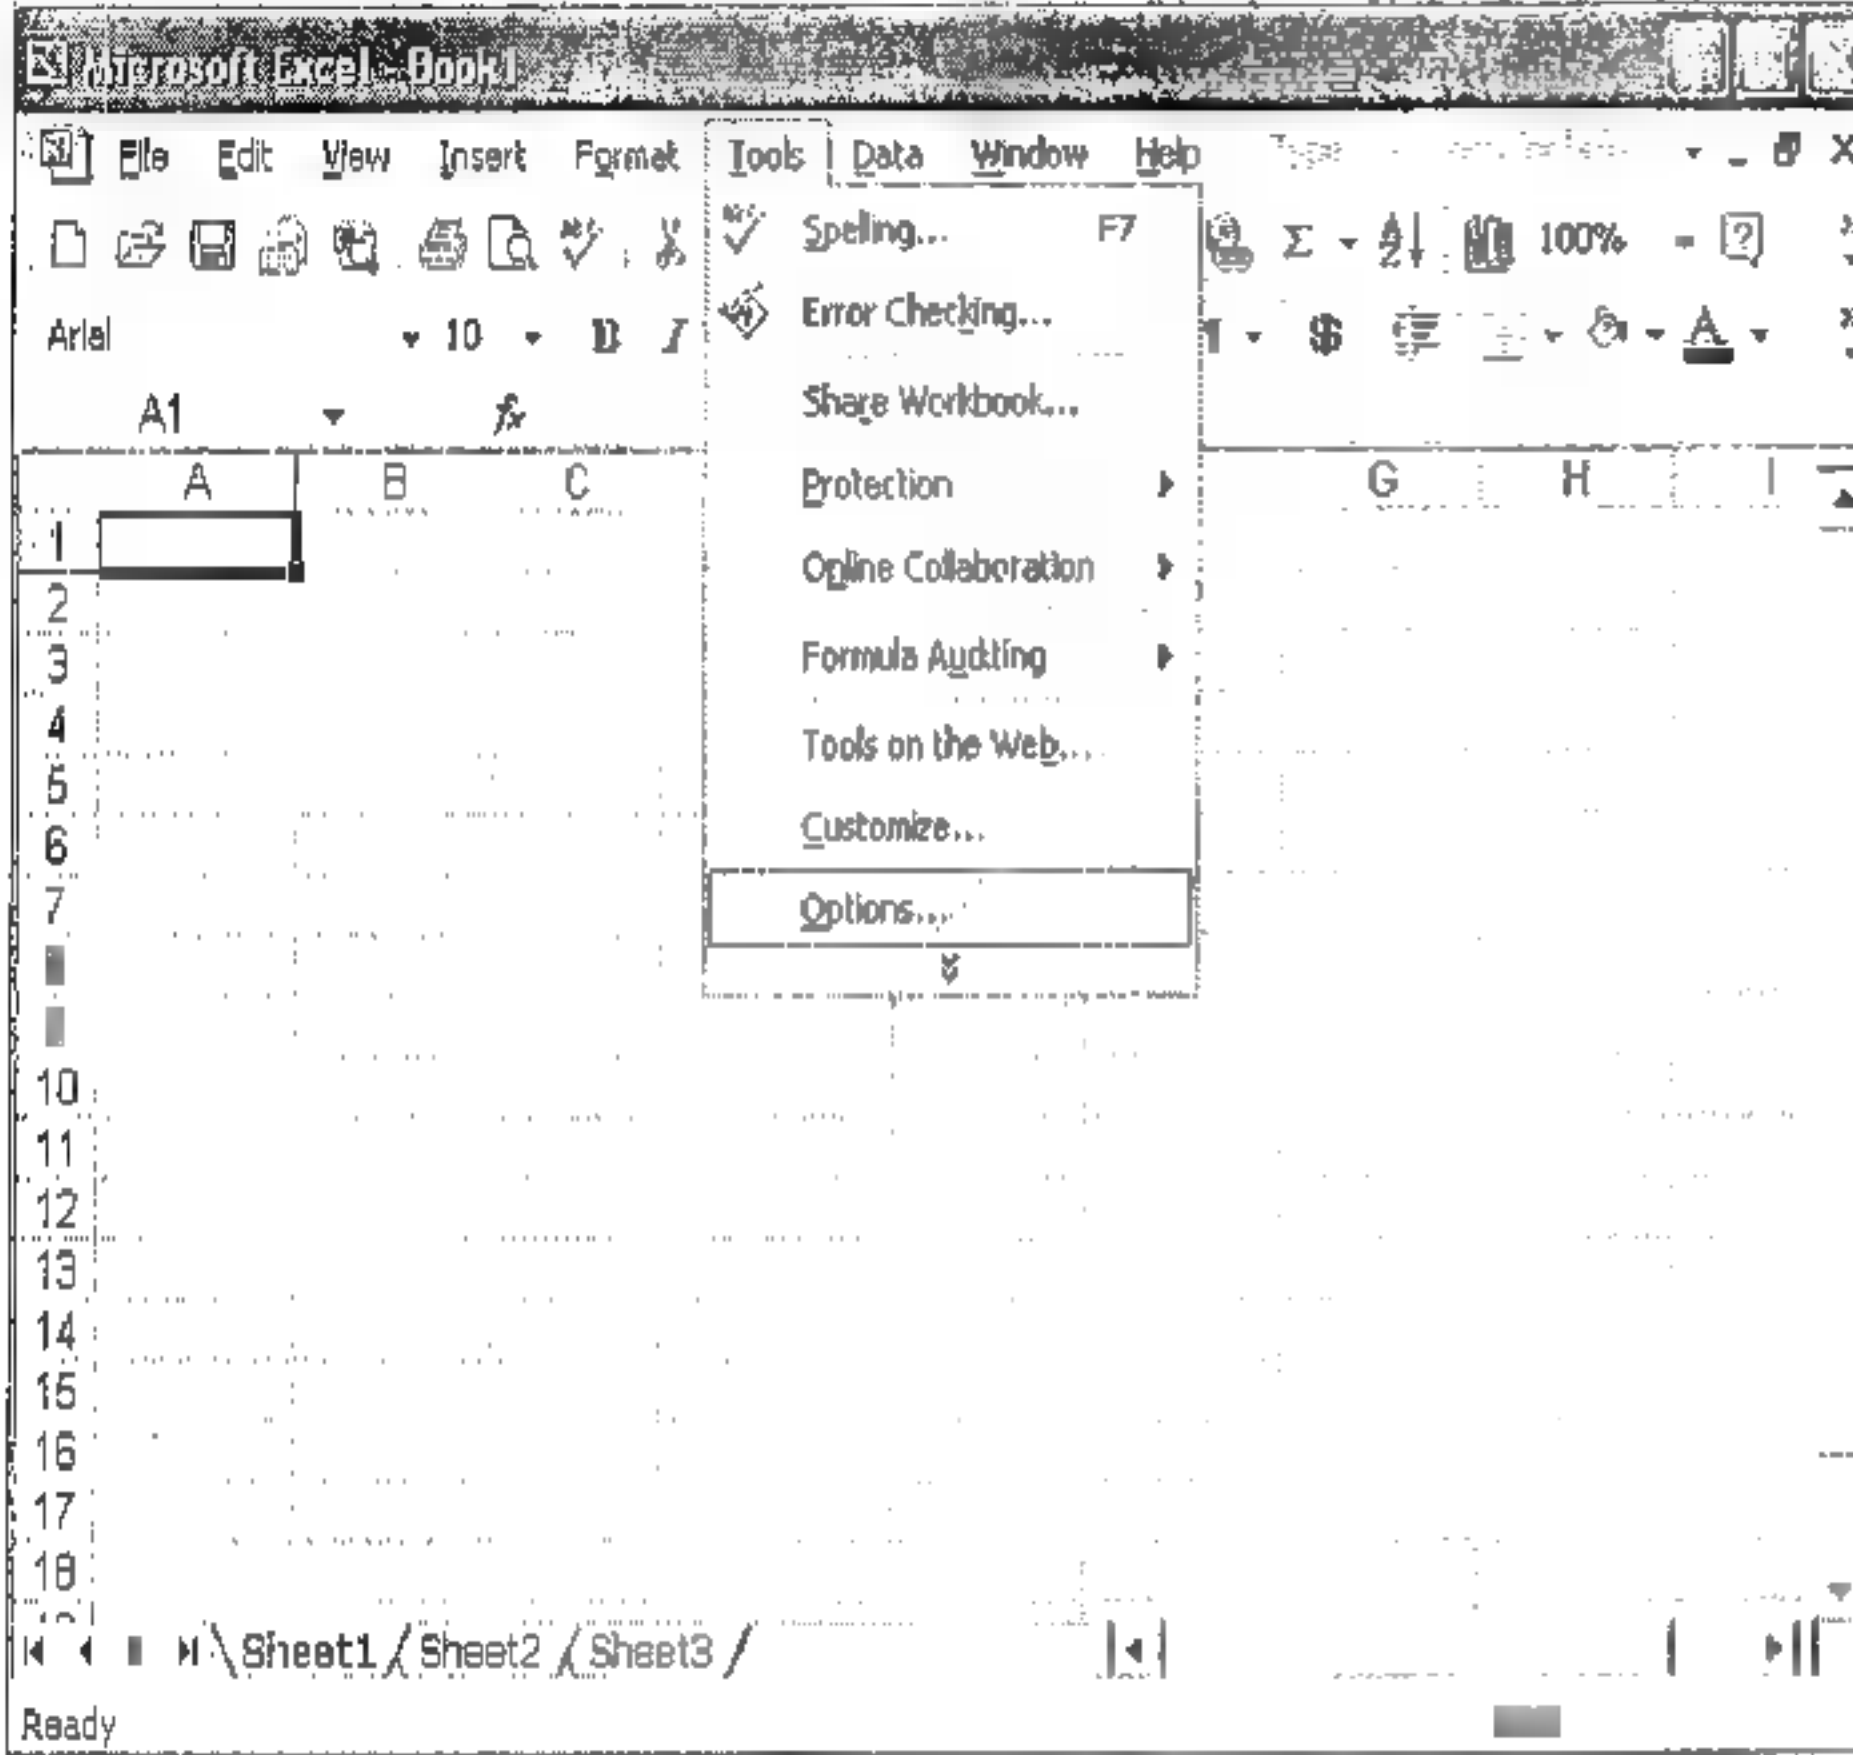 Microsoft Excel - Book1
File Edit View Insert Format Tools Data Window Help
Spelling... F7
100%
Error Checking...
Arial 10 B I $ A
Share Workbook...
A1 fx
A B C G H I
Protection
1
Online Collaboration
2
3
Formula Auditing
4
Tools on the Web...
5
6
Customize...
7
Options...
10
11
12
13
14
15
16
17
18
Sheet1 Sheet2 Sheet3
Ready